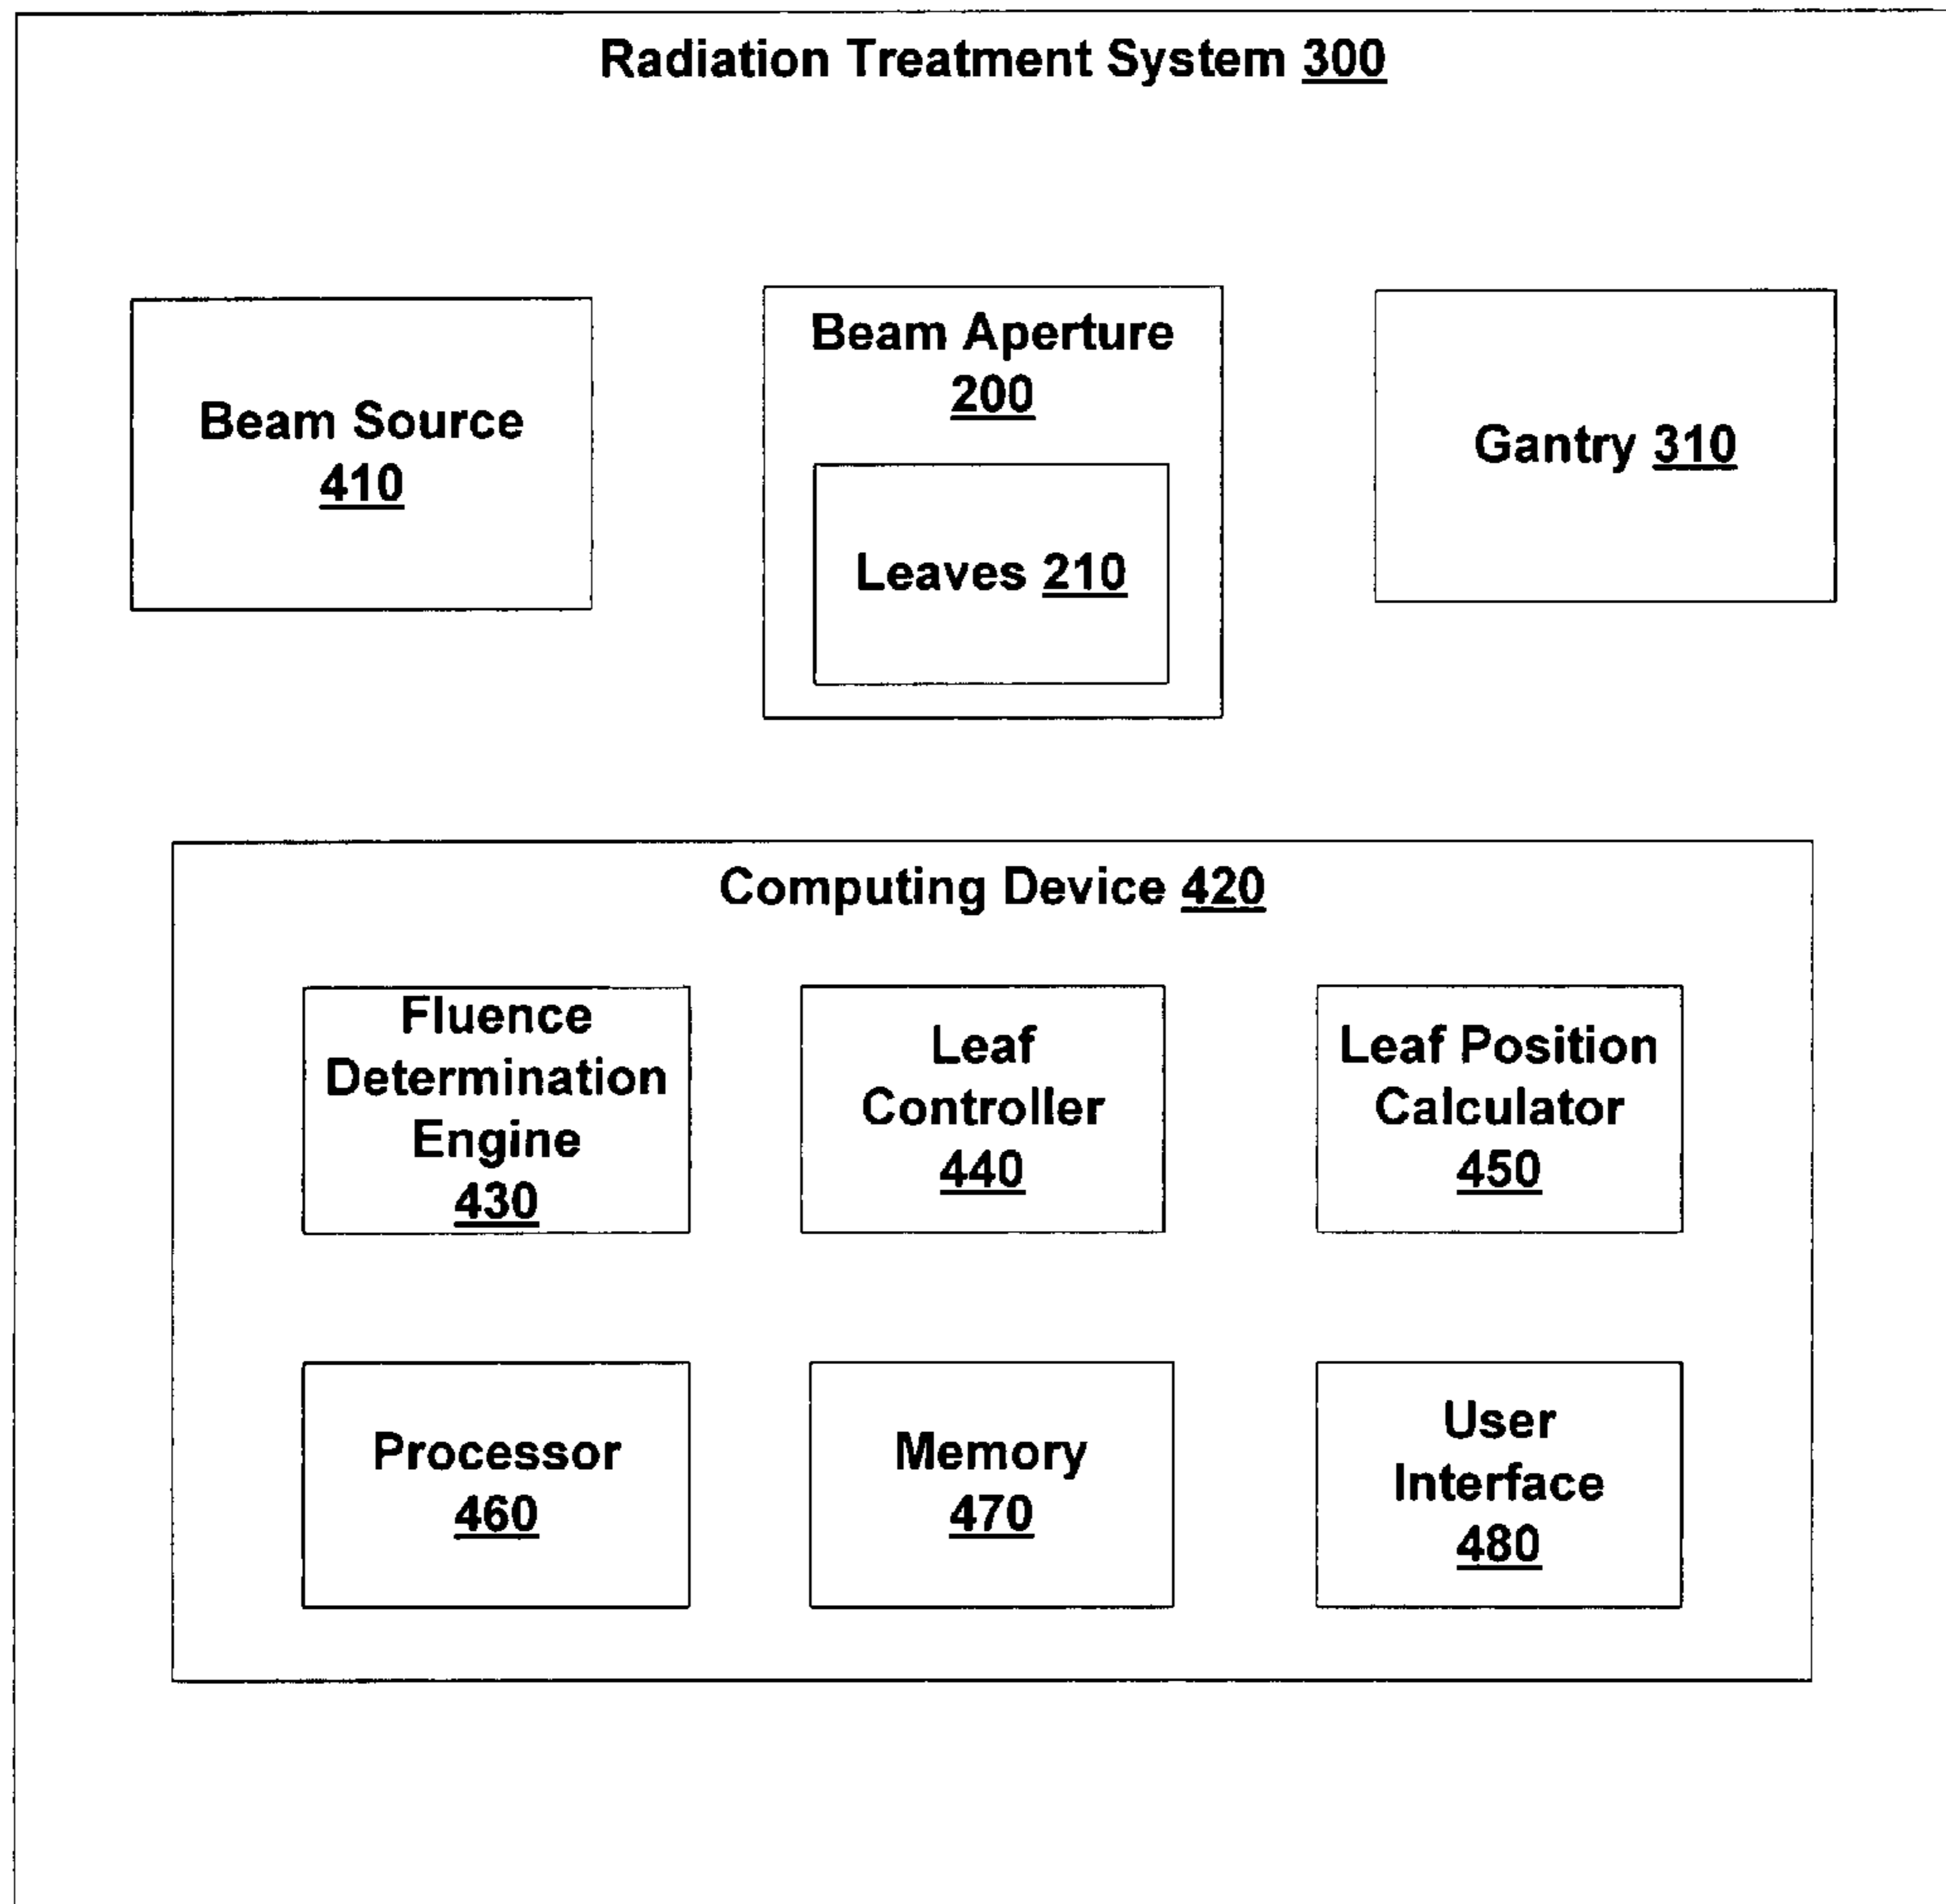 Radiation Treatment System 300
Beam Source
410
Beam Aperture
200
Leaves 210
Gantry 310
Computing Device 420
Fluence
Determination
Engine
430
Leaf
Controller
440
Leaf Position
Calculator
450
Processor
460
Memory
470
User
Interface
480